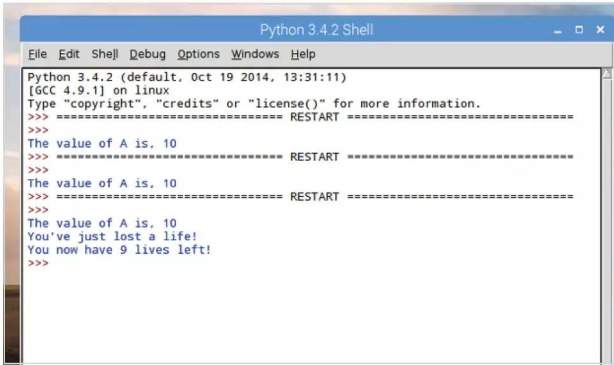 Python 3.4.2 Shell
File Edit Shell Debug Options Windows Help
Python 3.4.2 (default, Oct 19 2014, 13:31:11)
[GCC 4.9.1] on linux
Type "copyright", "credits" or "license()" for more information.
>>> ================================ RESTART ================================
>>>
The value of A is, 10
>>> ================================ RESTART ================================
>>>
The value of A is, 10
>>> ================================ RESTART ================================
>>>
The value of A is, 10
You've just lost a life!
You now have 9 lives left!
>>>